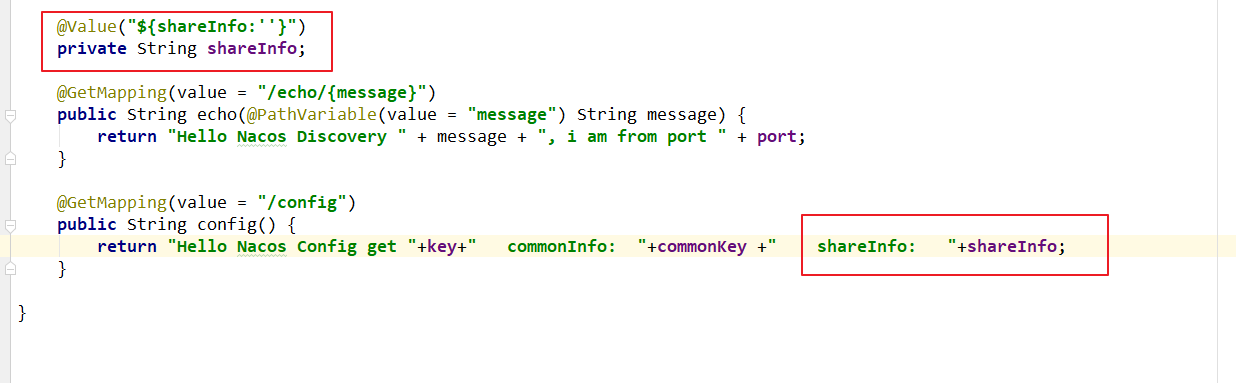 @Value("${shareInfo:''}")
private String shareInfo;
@GetMapping(value = "/echo/{message}")
public String echo(@PathVariable(value = "message") String message) {
return "Hello Nacos Discovery " + message + ", i am from port " + port;
}
@GetMapping(value = "/config")
public String config() {
return "Hello Nacos Config get "+key+"   commonInfo:  "+commonKey +"    shareInfo:   "+shareInfo;
}
}